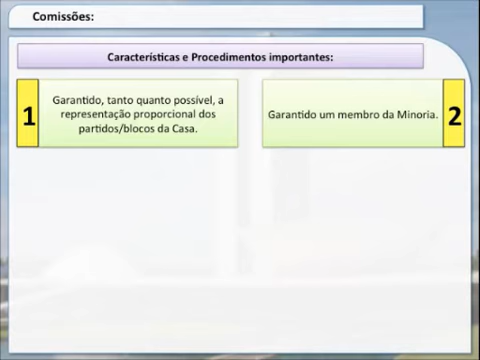 Comissões:
Características e Procedimentos importantes:
1
Garantido, tanto quanto possível, a
representação proporcional dos
partidos/blocos da Casa.
Garantido um membro da Minoria.
2